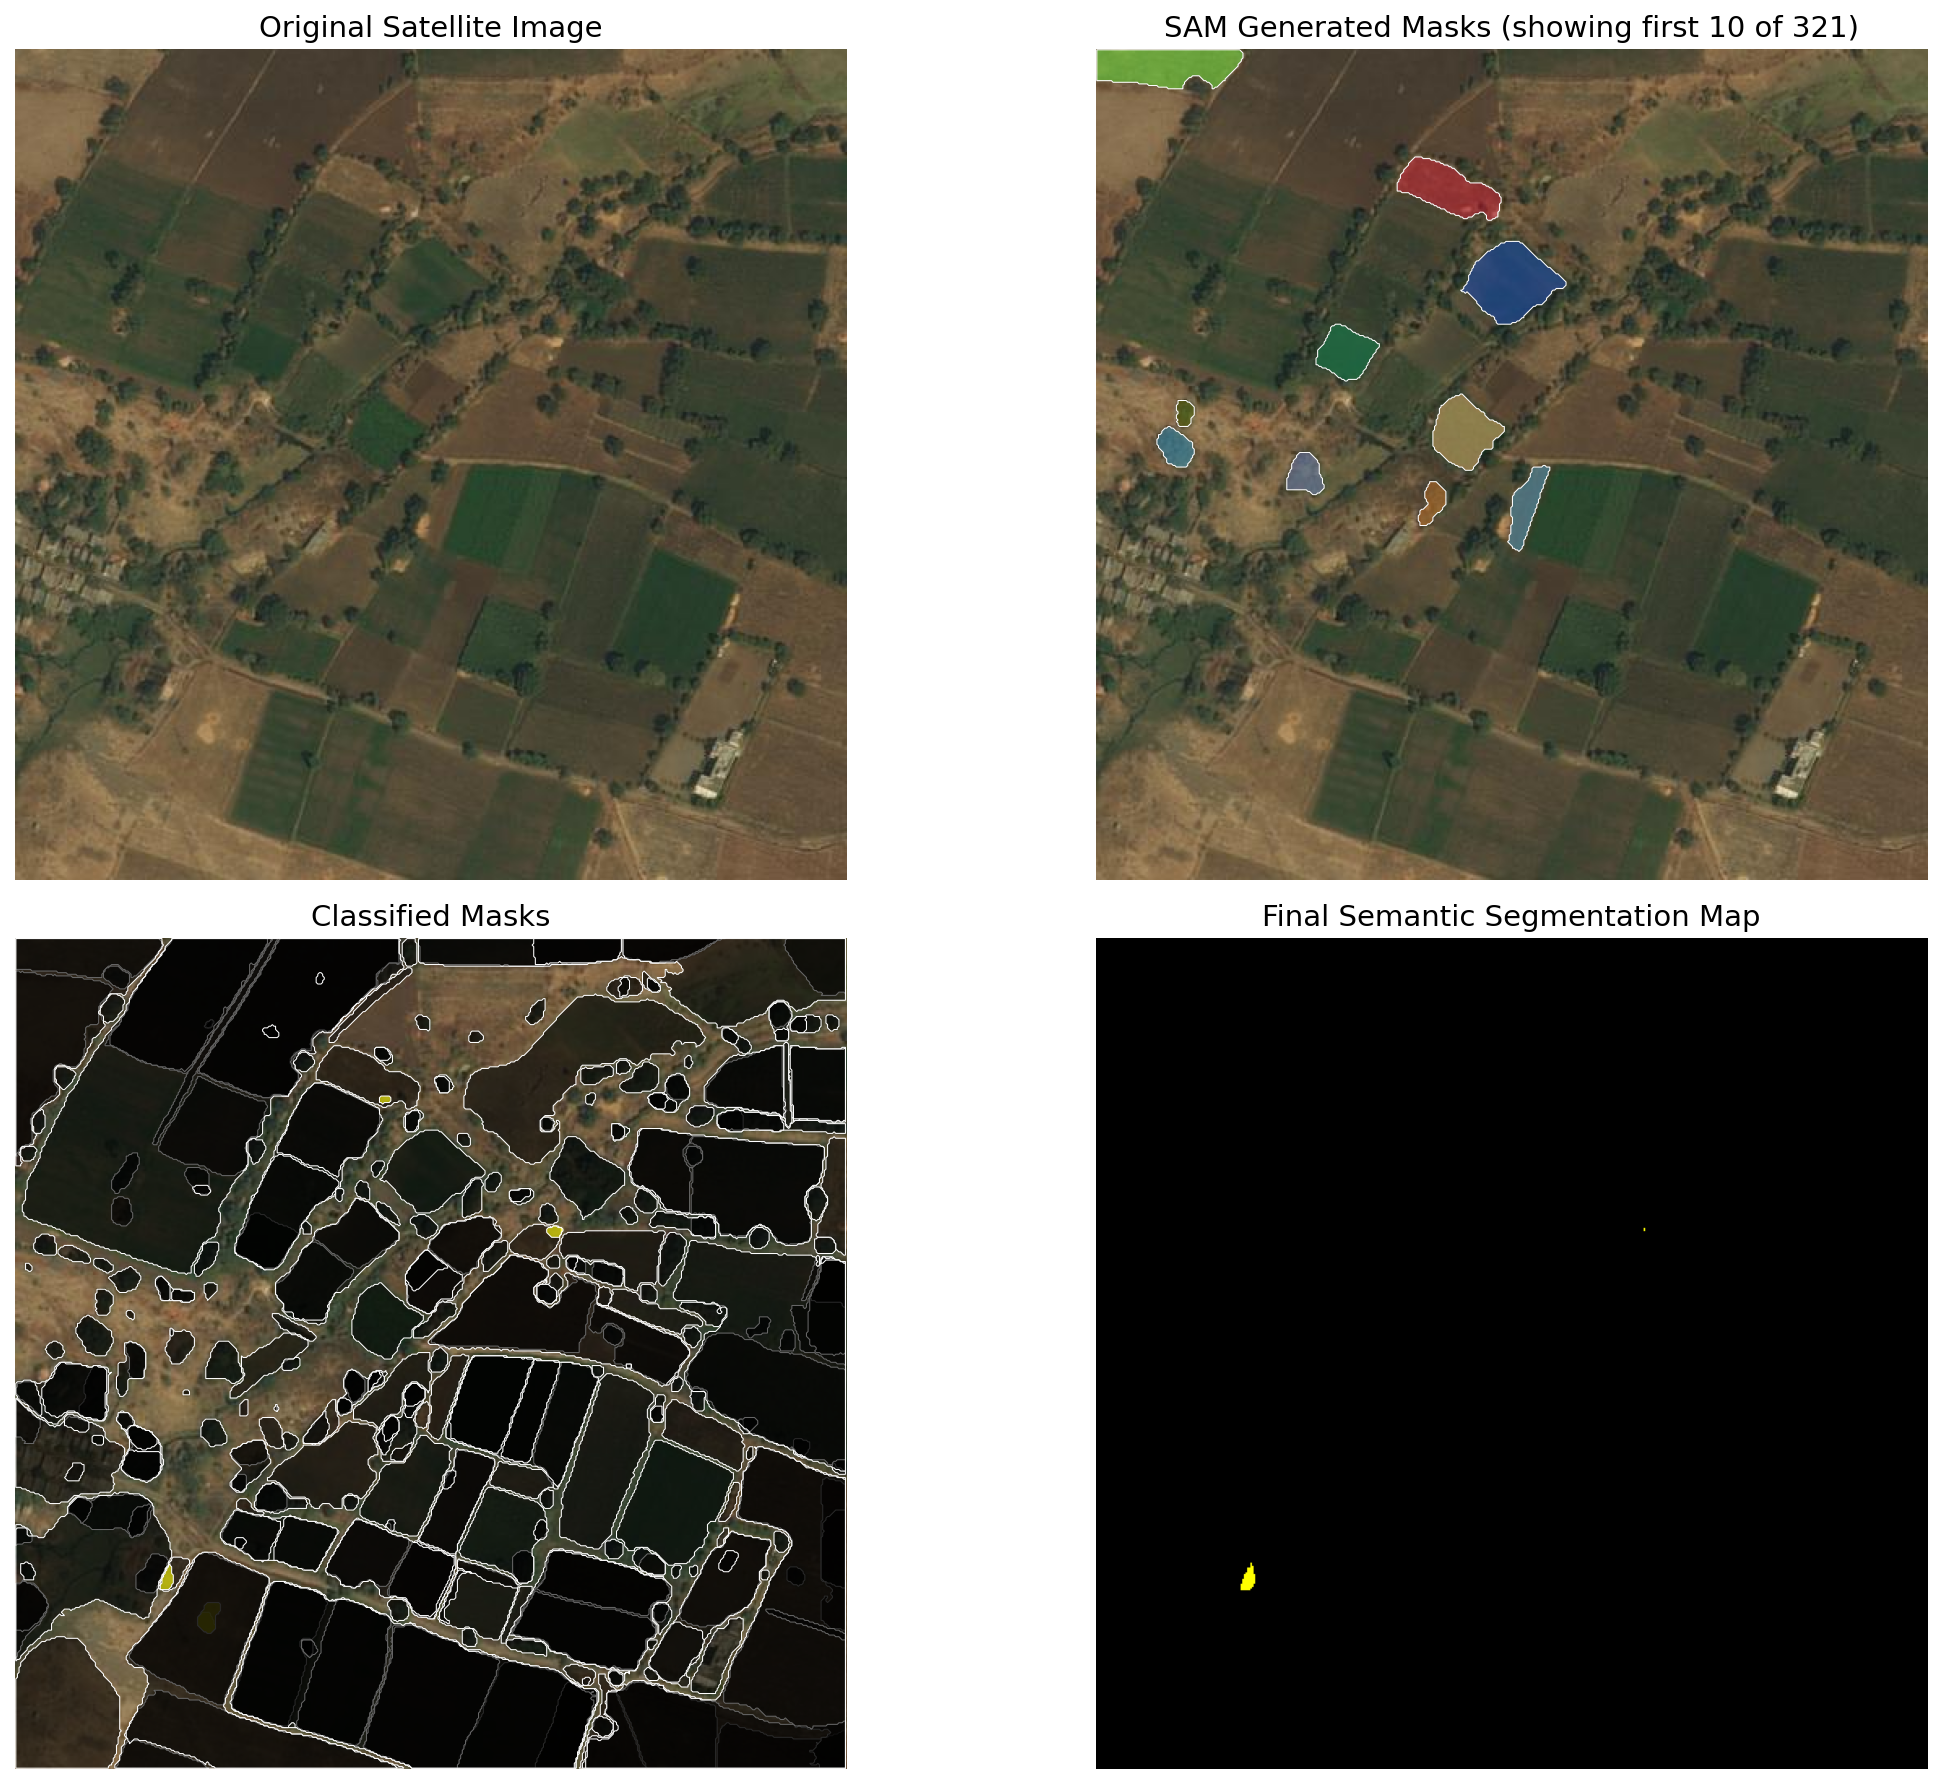 Original Satellite Image
SAM Generated Masks (showing first 10 of 321)
Classified Masks
Final Semantic Segmentation Map